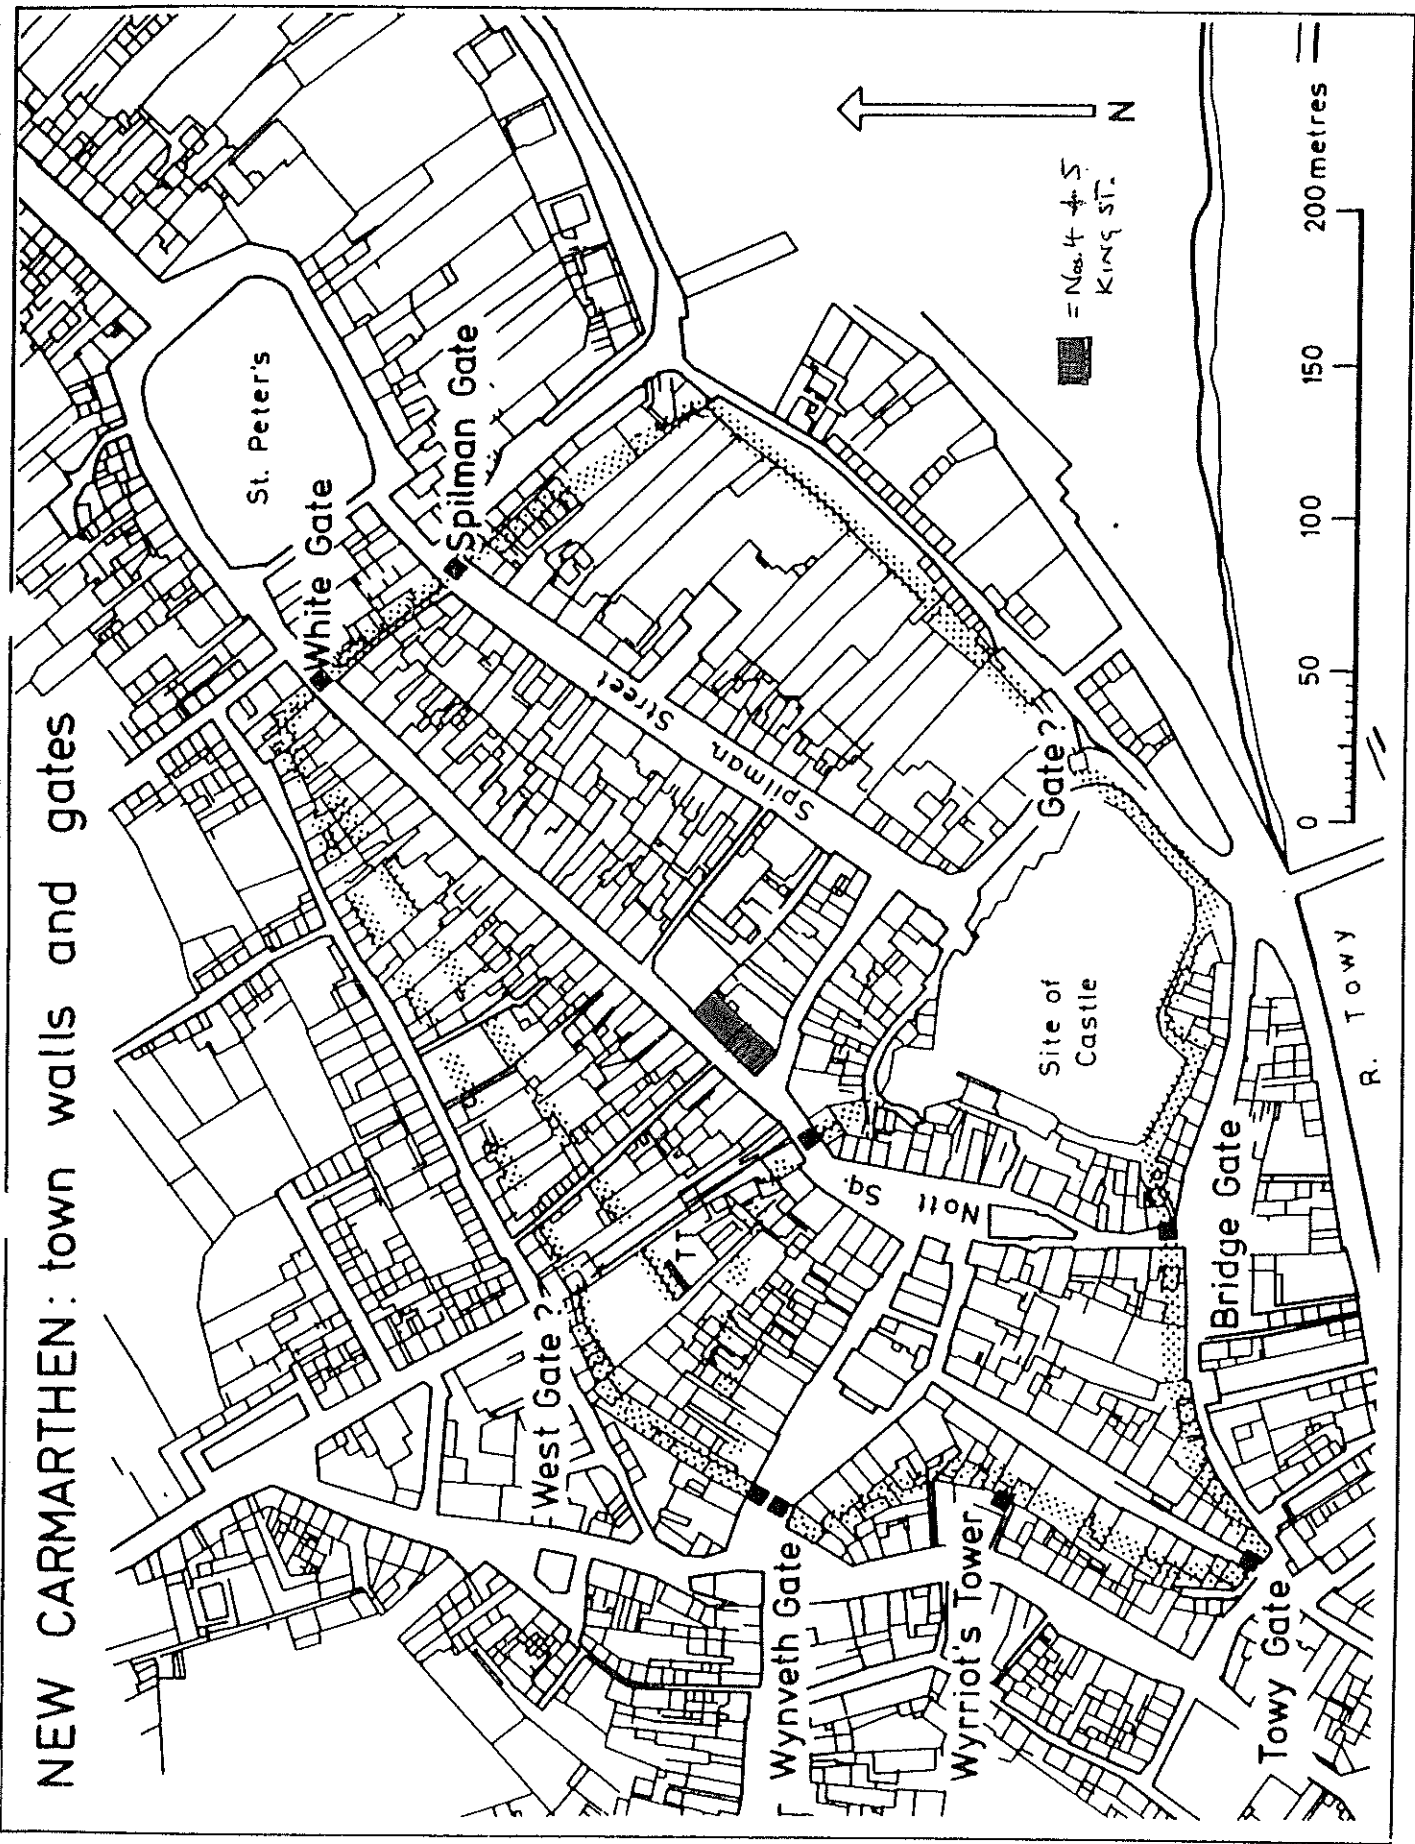 NEW CARMARTHEN: town walls and gates
St. Peter's
White Gate
Spilman Gate
Spilman Street
West Gate?
Gate?
Nott Sq.
TT
Site of
Castle
Wynveth Gate
Wyrriot's Tower
Bridge Gate
Towy Gate
R. Towy
N
= Nos. 4 + 5
KING ST.
0 50 100 150 200 metres